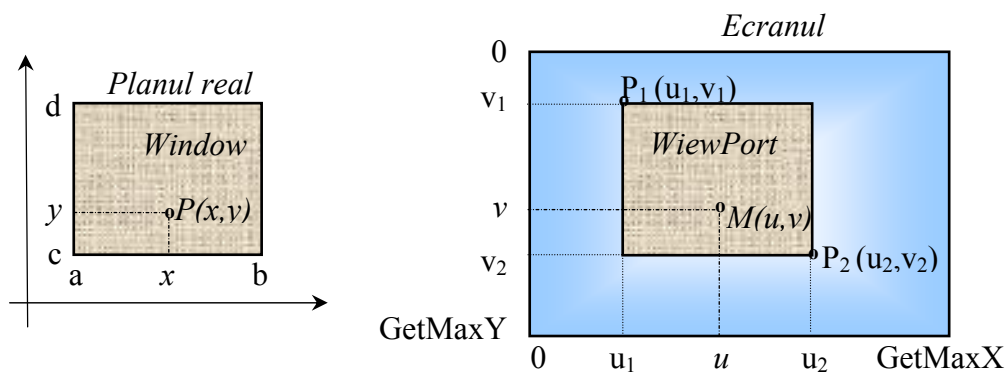 Planul real
d
Window
y
P(x,y)
c
a
x
b
Ecranul
0
P₁ (u₁,v₁)
v₁
WiewPort
v
M(u,v)
v₂
P₂ (u₂,v₂)
GetMaxY
0
u₁
u
u₂
GetMaxX